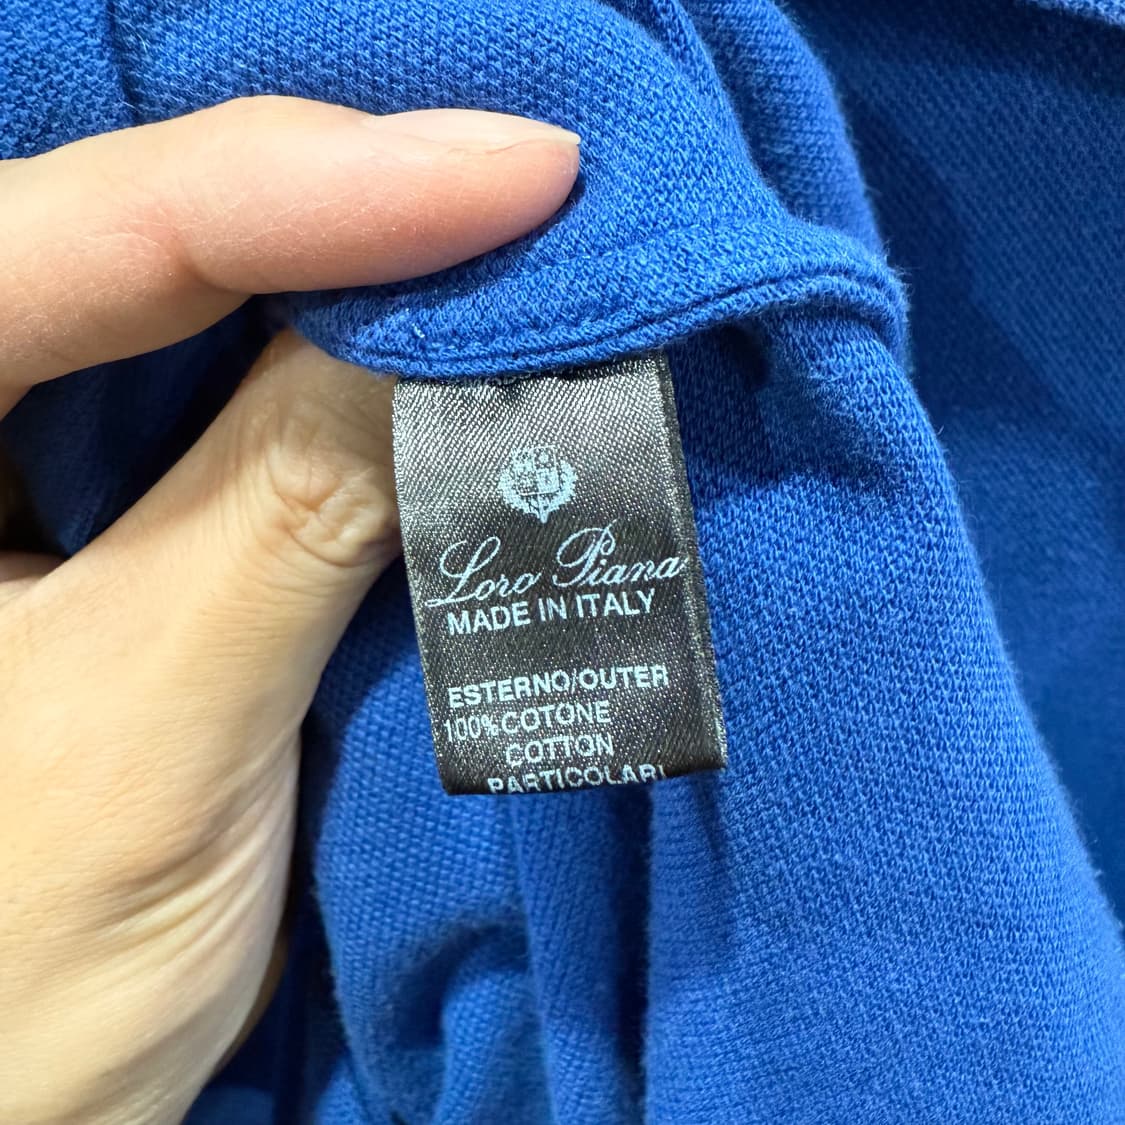 Loro Piana
MADE IN ITALY
ESTERNO/OUTER
100%COTONE
COTTON
PARTICOLARI